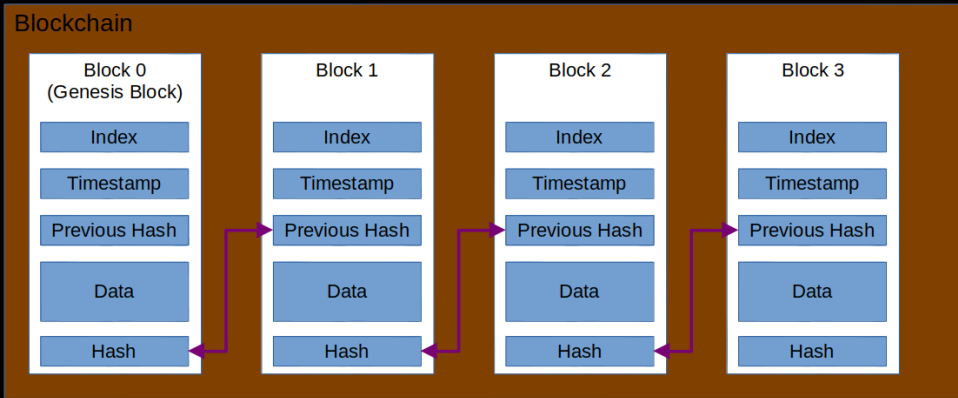 Blockchain
Block 0
(Genesis Block)
Index
Timestamp
Previous Hash
Data
Hash
Block 1
Index
Timestamp
Previous Hash
Data
Hash
Block 2
Index
Timestamp
Previous Hash
Data
Hash
Block 3
Index
Timestamp
Previous Hash
Data
Hash